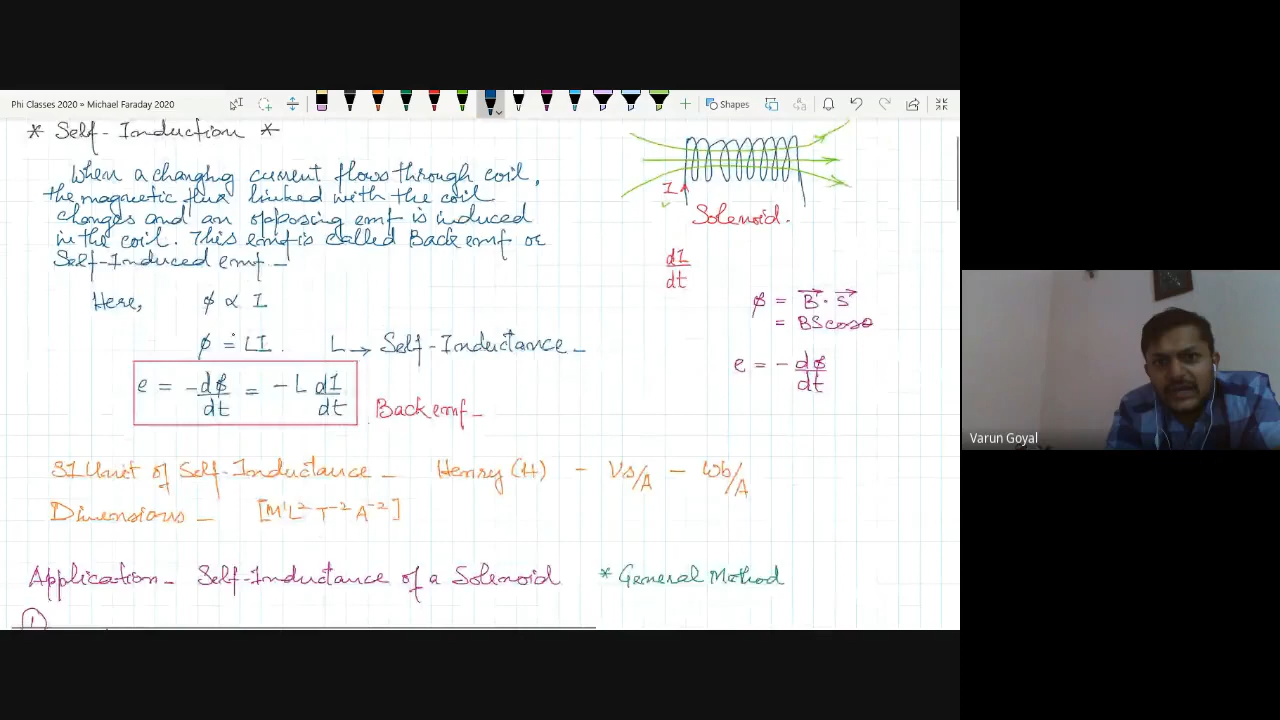 Phi Classes 2020 » Michael Faraday 2020
Shapes
* Self-Induction *
When a changing current flows through coil,
the magnetic flux linked with the coil
changes and an opposing emf is induced
in the coil. This emf is called Back emf or
Self-Induced emf –
Here, ϕ ∝ I
ϕ = LI. L → Self-Inductance –
e = -dϕ/dt = -L dI/dt
Back emf –
I
Solenoid.
dI/dt
ϕ = B⃗ · S⃗
= BS cosθ
e = - dϕ/dt
SI Unit of Self-Inductance – Henry (H) – Vs/A – Wb/A
Dimensions – [M¹L² T⁻² A⁻²]
Application – Self-Inductance of a Solenoid * General Method
①
Varun Goyal